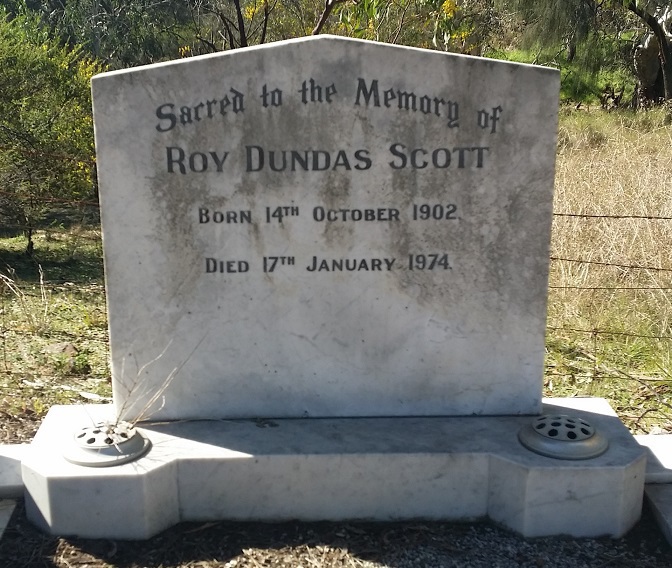 Sacred to the Memory of
ROY DUNDAS SCOTT
BORN 14TH OCTOBER 1902.
DIED 17TH JANUARY 1974.